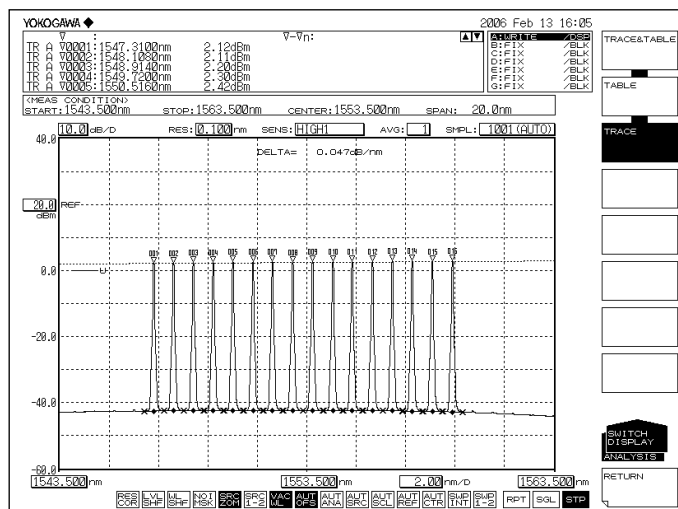 YOKOGAWA ◆
2006 Feb 13 16:05
∇ : ∇-∇n:
TR A ∇0001:1547.3100nm 2.12dBm
TR A ∇0002:1548.1080nm 2.11dBm
TR A ∇0003:1548.9140nm 2.20dBm
TR A ∇0004:1549.7200nm 2.30dBm
TR A ∇0005:1550.5160nm 2.42dBm
A:WRITE /DSP
B:FIX /BLK
C:FIX /BLK
D:FIX /BLK
E:FIX /BLK
F:FIX /BLK
G:FIX /BLK
<MEAS CONDITION>
START:1543.500nm STOP:1563.500nm CENTER:1553.500nm SPAN: 20.0nm
10.0 dB/D RES: 0.100 nm SENS: HIGH1 AVG: 1 SMPL: 1001(AUTO)
40.0
DELTA= 0.047dB/nm
20.0 REF
dBm
001 002 003 004 005 006 007 008 009 010 011 012 013 014 015 016
0.0
-20.0
-40.0
-60.0
1543.500 nm 1553.500 nm 2.00 nm/D 1563.500 nm
RES COR
LVL SHF
WL SHF
NOI MSK
SRC ZOM
SRC 1-2
VAC WL
AUT OFS
AUT ANA
AUT SRC
AUT SCL
AUT REF
AUT CTR
SWP INT
SWP 1-2
RPT
SGL
STP
TRACE&TABLE
TABLE
TRACE
SWITCH
DISPLAY
ANALYSIS
RETURN